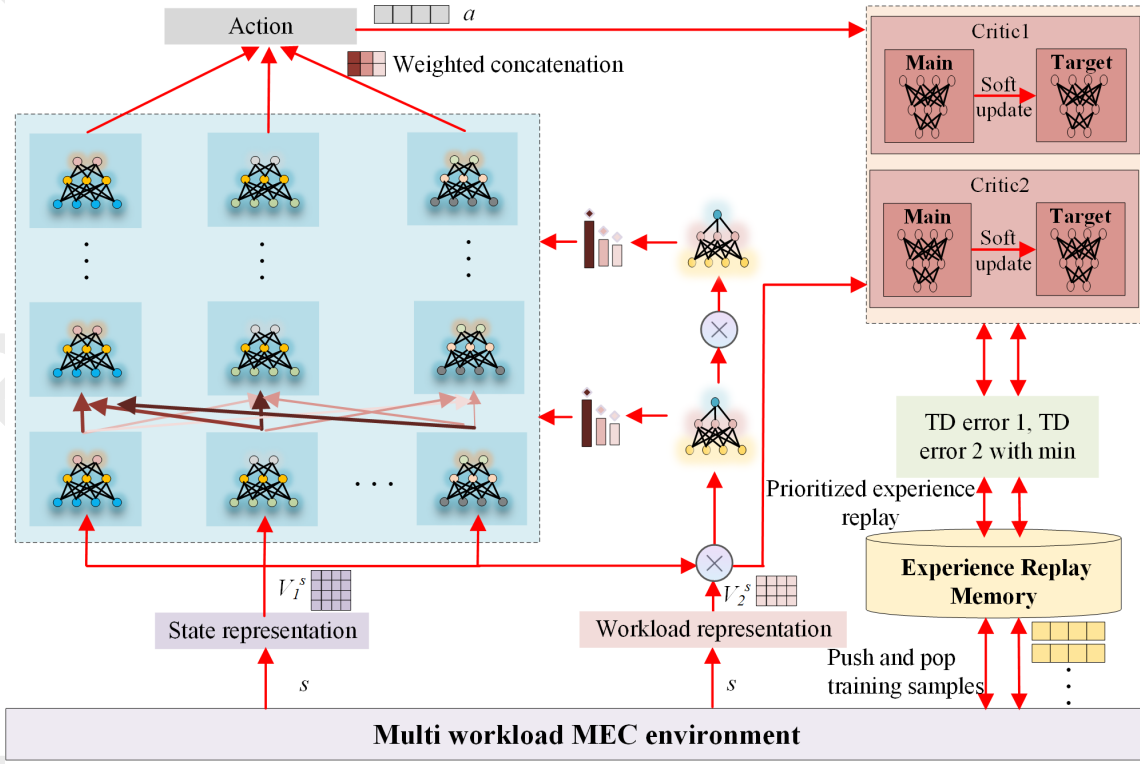 Action
a
Weighted concatenation
Critic1
Main
Soft
update
Target
Critic2
Main
Soft
update
Target
TD error 1, TD
error 2 with min
Prioritized experience
replay
Experience Replay
Memory
V₁ˢ
V₂ˢ
State representation
Workload representation
Push and pop
training samples
s
s
Multi workload MEC environment